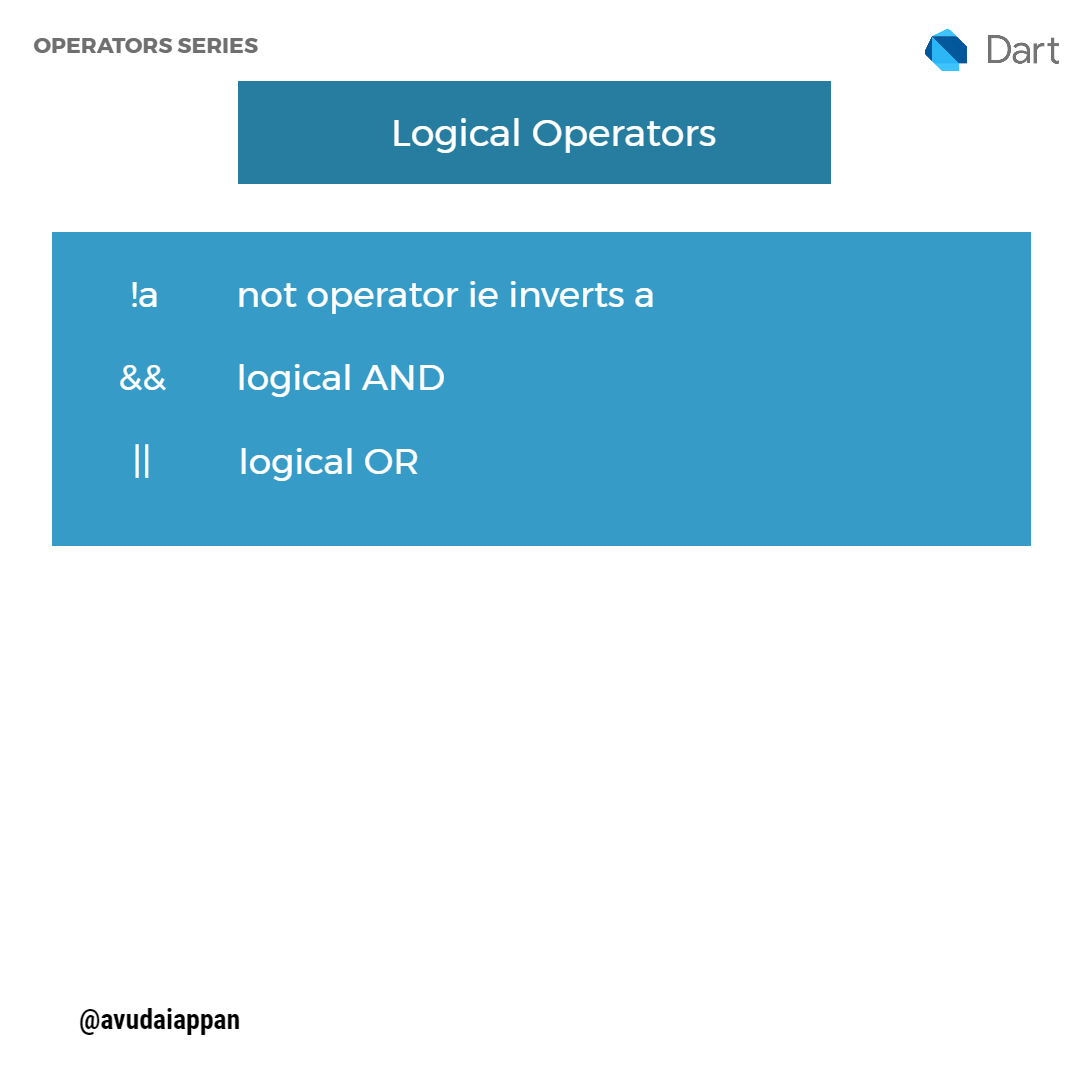 OPERATORS SERIES
Dart
Logical Operators
!a not operator ie inverts a
&& logical AND
|| logical OR
@avudaiappan